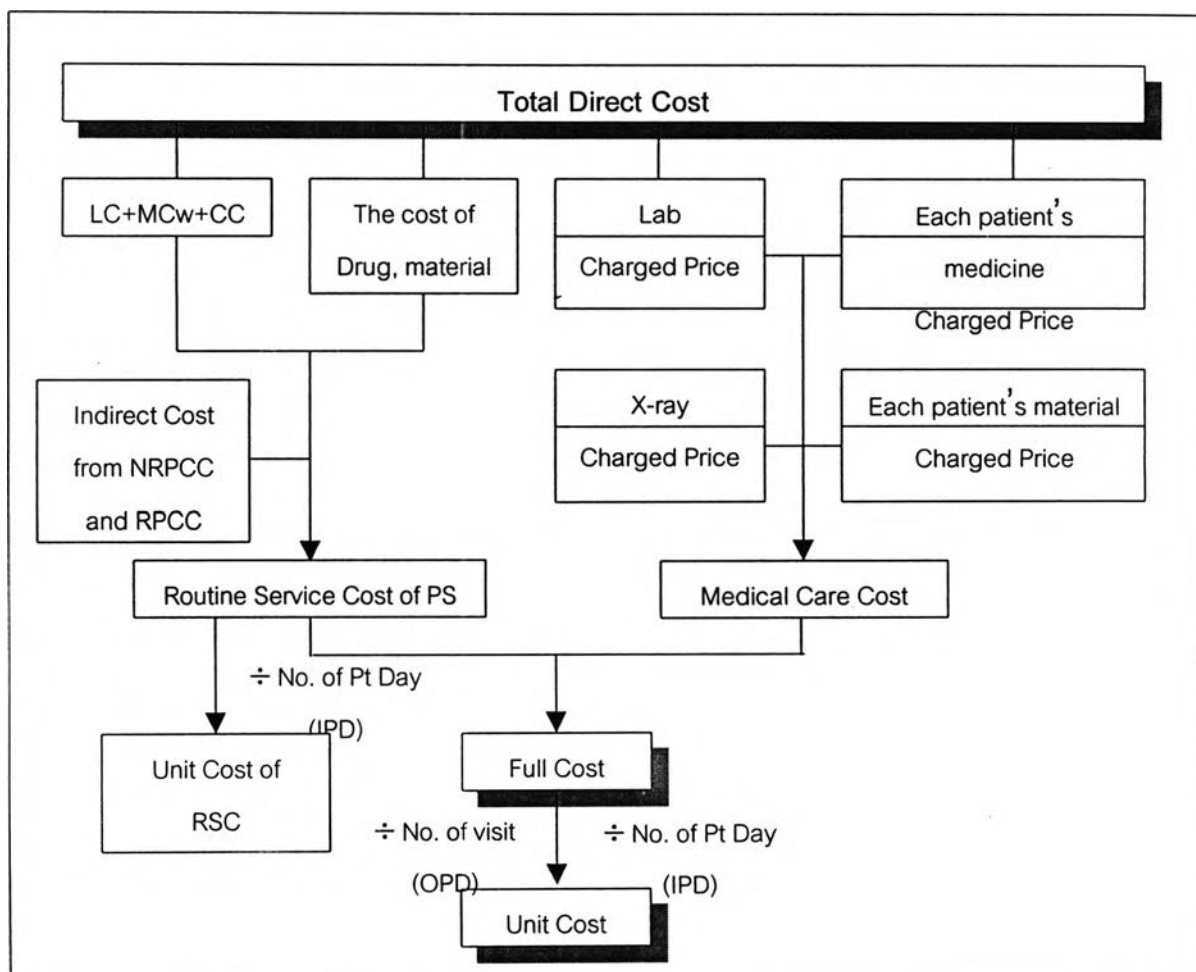 Total Direct Cost
LC+MCw+CC
The cost of
Drug, material
Lab
Charged Price
Each patient's
medicine
Charged Price
Indirect Cost
from NRPCC
and RPCC
X-ray
Charged Price
Each patient's material
Charged Price
Routine Service Cost of PS
Medical Care Cost
÷ No. of Pt Day
(IPD)
Unit Cost of
RSC
Full Cost
÷ No. of visit
(OPD)
÷ No. of Pt Day
(IPD)
Unit Cost